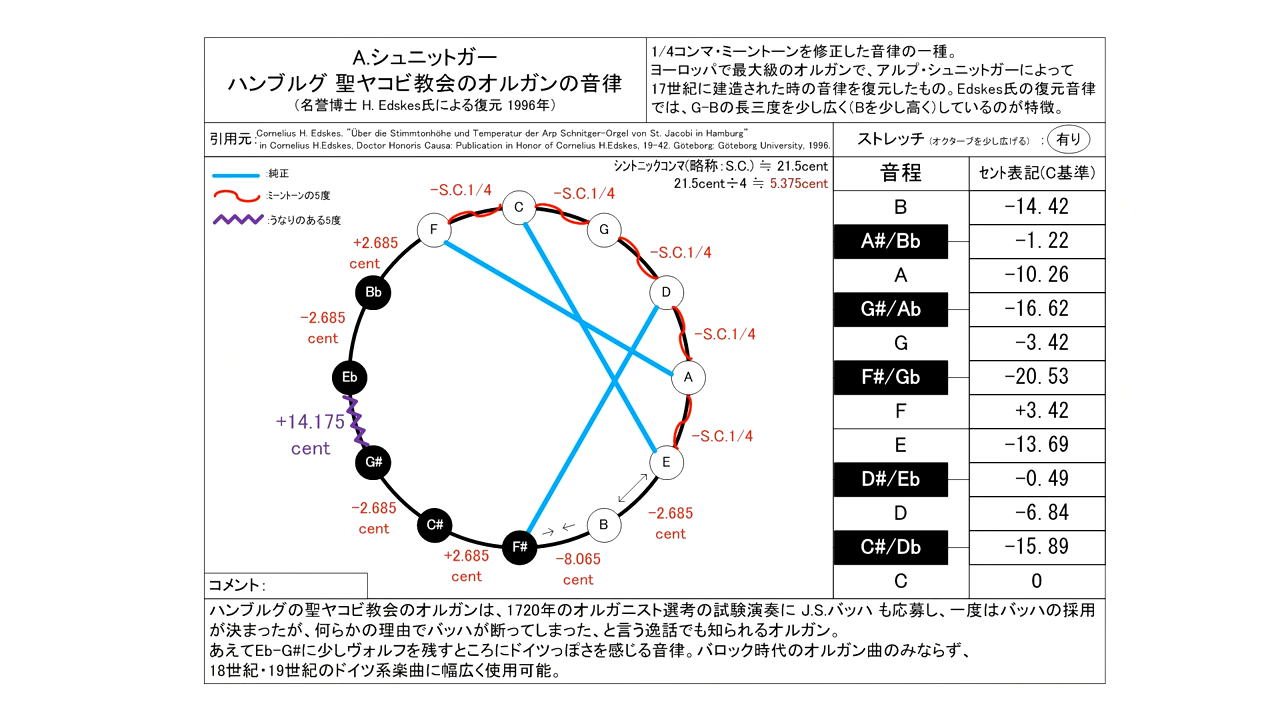 A.シュニットガー
ハンブルグ 聖ヤコビ教会のオルガンの音律
(名誉博士 H. Edskes氏による復元 1996年)
1/4コンマ・ミーントーンを修正した音律の一種。
ヨーロッパで最大級のオルガンで、アルプ・シュニットガーによって
17世紀に建造された時の音律を復元したもの。Edskes氏の復元音律
では、G-Bの長三度を少し広く(Bを少し高く)しているのが特徴。
引用元:
Cornelius H. Edskes. "Über die Stimmtonhöhe und Temperatur der Arp Schnitger-Orgel von St. Jacobi in Hamburg"
in Cornelius H.Edskes, Doctor Honoris Causa: Publication in Honor of Cornelius H.Edskes, 19-42. Göteborg: Göteborg University, 1996.
ストレッチ (オクターブを少し広げる) : 有り
シントニックコンマ(略称:S.C.) ≒ 21.5cent
21.5cent÷4 ≒ 5.375cent
:純正
:ミーントーンの5度
:うなりのある5度
-S.C.1/4
-S.C.1/4
C
F
G
+2.685
cent
-S.C.1/4
Bb
D
-2.685
cent
-S.C.1/4
Eb
A
+14.175
cent
-S.C.1/4
G#
E
-2.685
cent
-2.685
cent
C#
B
F#
+2.685
cent
-8.065
cent
音程 セント表記(C基準)
B -14.42
A#/Bb -1.22
A -10.26
G#/Ab -16.62
G -3.42
F#/Gb -20.53
F +3.42
E -13.69
D#/Eb -0.49
D -6.84
C#/Db -15.89
C 0
コメント:
ハンブルグの聖ヤコビ教会のオルガンは、1720年のオルガニスト選考の試験演奏に J.S.バッハ も応募し、一度はバッハの採用
が決まったが、何らかの理由でバッハが断ってしまった、と言う逸話でも知られるオルガン。
あえてEb-G#に少しヴォルフを残すところにドイツっぽさを感じる音律。バロック時代のオルガン曲のみならず、
18世紀・19世紀のドイツ系楽曲に幅広く使用可能。